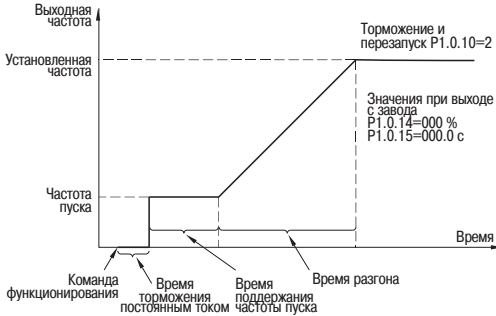 Выходная
частота
Торможение и
перезапуск P1.0.10=2
Установленная
частота
Значения при выходе
с завода
P1.0.14=000 %
P1.0.15=000.0 с
Частота
пуска
Время
Команда
функционирования
Время
торможения
постоянным током
Время
поддержания
частоты пуска
Время разгона